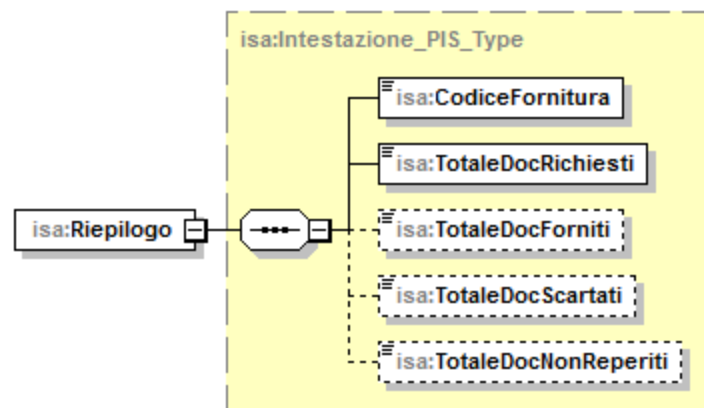 isa:Intestazione_PIS_Type
isa:CodiceFornitura
isa:TotaleDocRichiesti
isa:Riepilogo
isa:TotaleDocForniti
isa:TotaleDocScartati
isa:TotaleDocNonReperiti